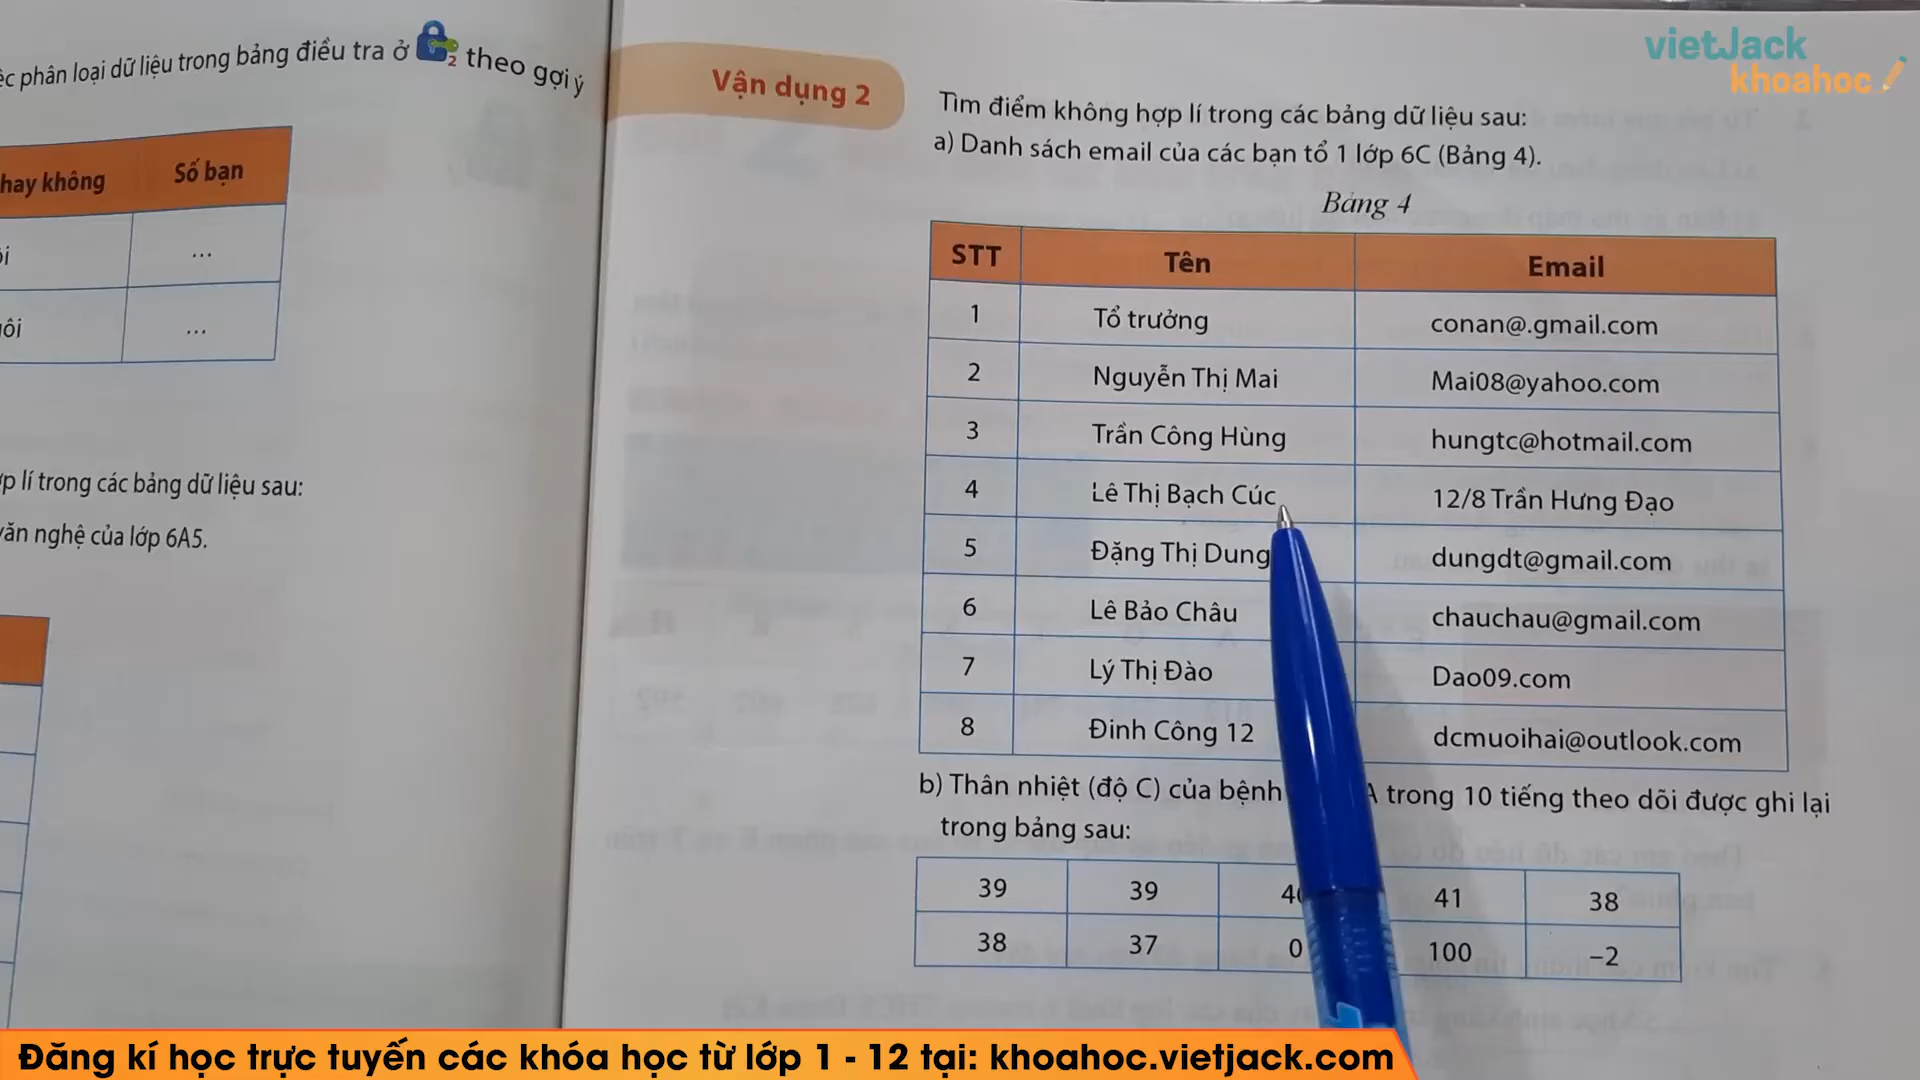 vietJack
khoahoc
phân loại dữ liệu trong bảng điều tra ở 2 theo gợi ý
hay không
Số bạn
...
...
lí trong các bảng dữ liệu sau:
văn nghệ của lớp 6A5.
Vận dụng 2
Tìm điểm không hợp lí trong các bảng dữ liệu sau:
a) Danh sách email của các bạn tổ 1 lớp 6C (Bảng 4).
Bảng 4
STT Tên Email
1 Tổ trưởng conan@.gmail.com
2 Nguyễn Thị Mai Mai08@yahoo.com
3 Trần Công Hùng hungtc@hotmail.com
4 Lê Thị Bạch Cúc 12/8 Trần Hưng Đạo
5 Đặng Thị Dung dungdt@gmail.com
6 Lê Bảo Châu chauchau@gmail.com
7 Lý Thị Đào Dao09.com
8 Đinh Công 12 dcmuoihai@outlook.com
b) Thân nhiệt (độ C) của bệnh A trong 10 tiếng theo dõi được ghi lại
trong bảng sau:
39 39 40 41 38
38 37 0 100 –2
Đăng kí học trực tuyến các khóa học từ lớp 1 - 12 tại: khoahoc.vietjack.com